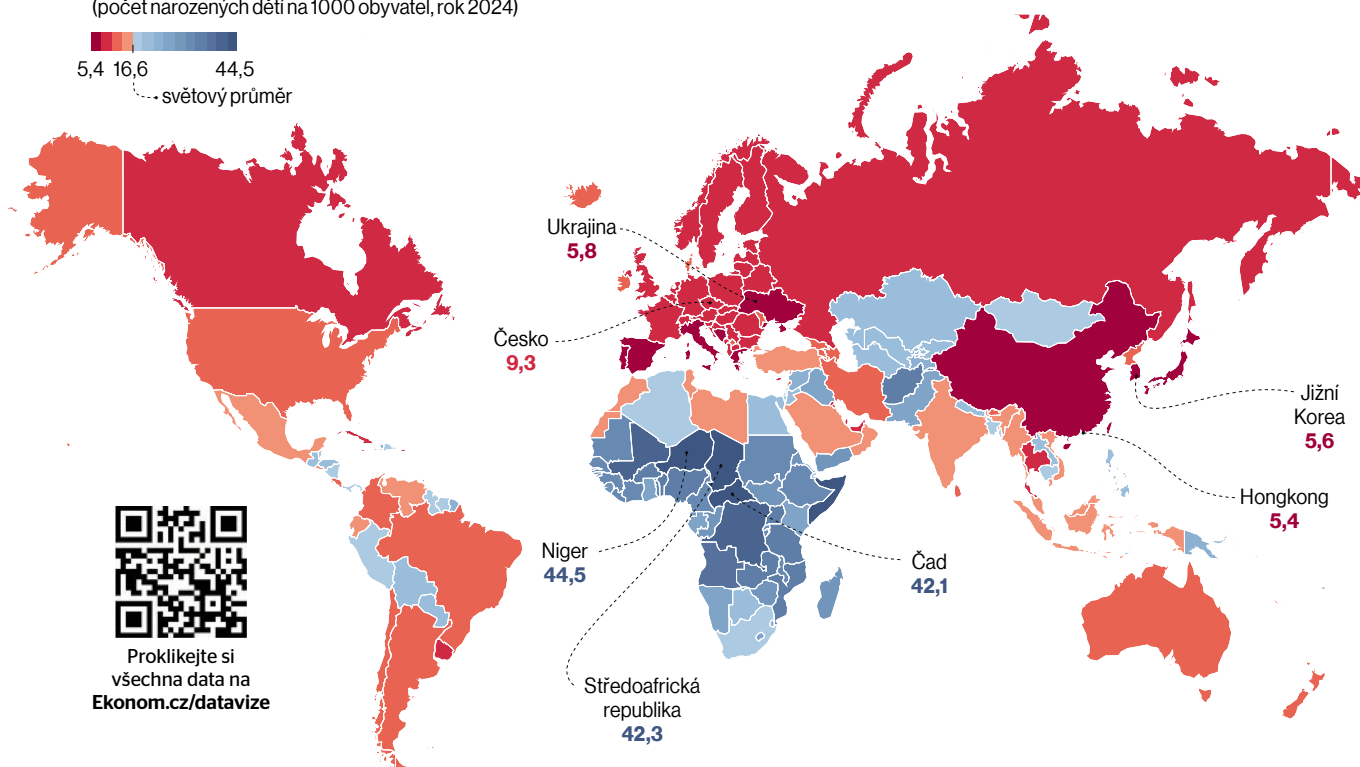 (počet narozených dětí na 1000 obyvatel, rok 2024)
5,4 16,6 44,5
světový průměr
Ukrajina
5,8
Česko
9,3
Jižní
Korea
5,6
Hongkong
5,4
Niger
44,5
Čad
42,1
Středoafrická
republika
42,3
Proklikejte si
všechna data na
Ekonom.cz/datavize